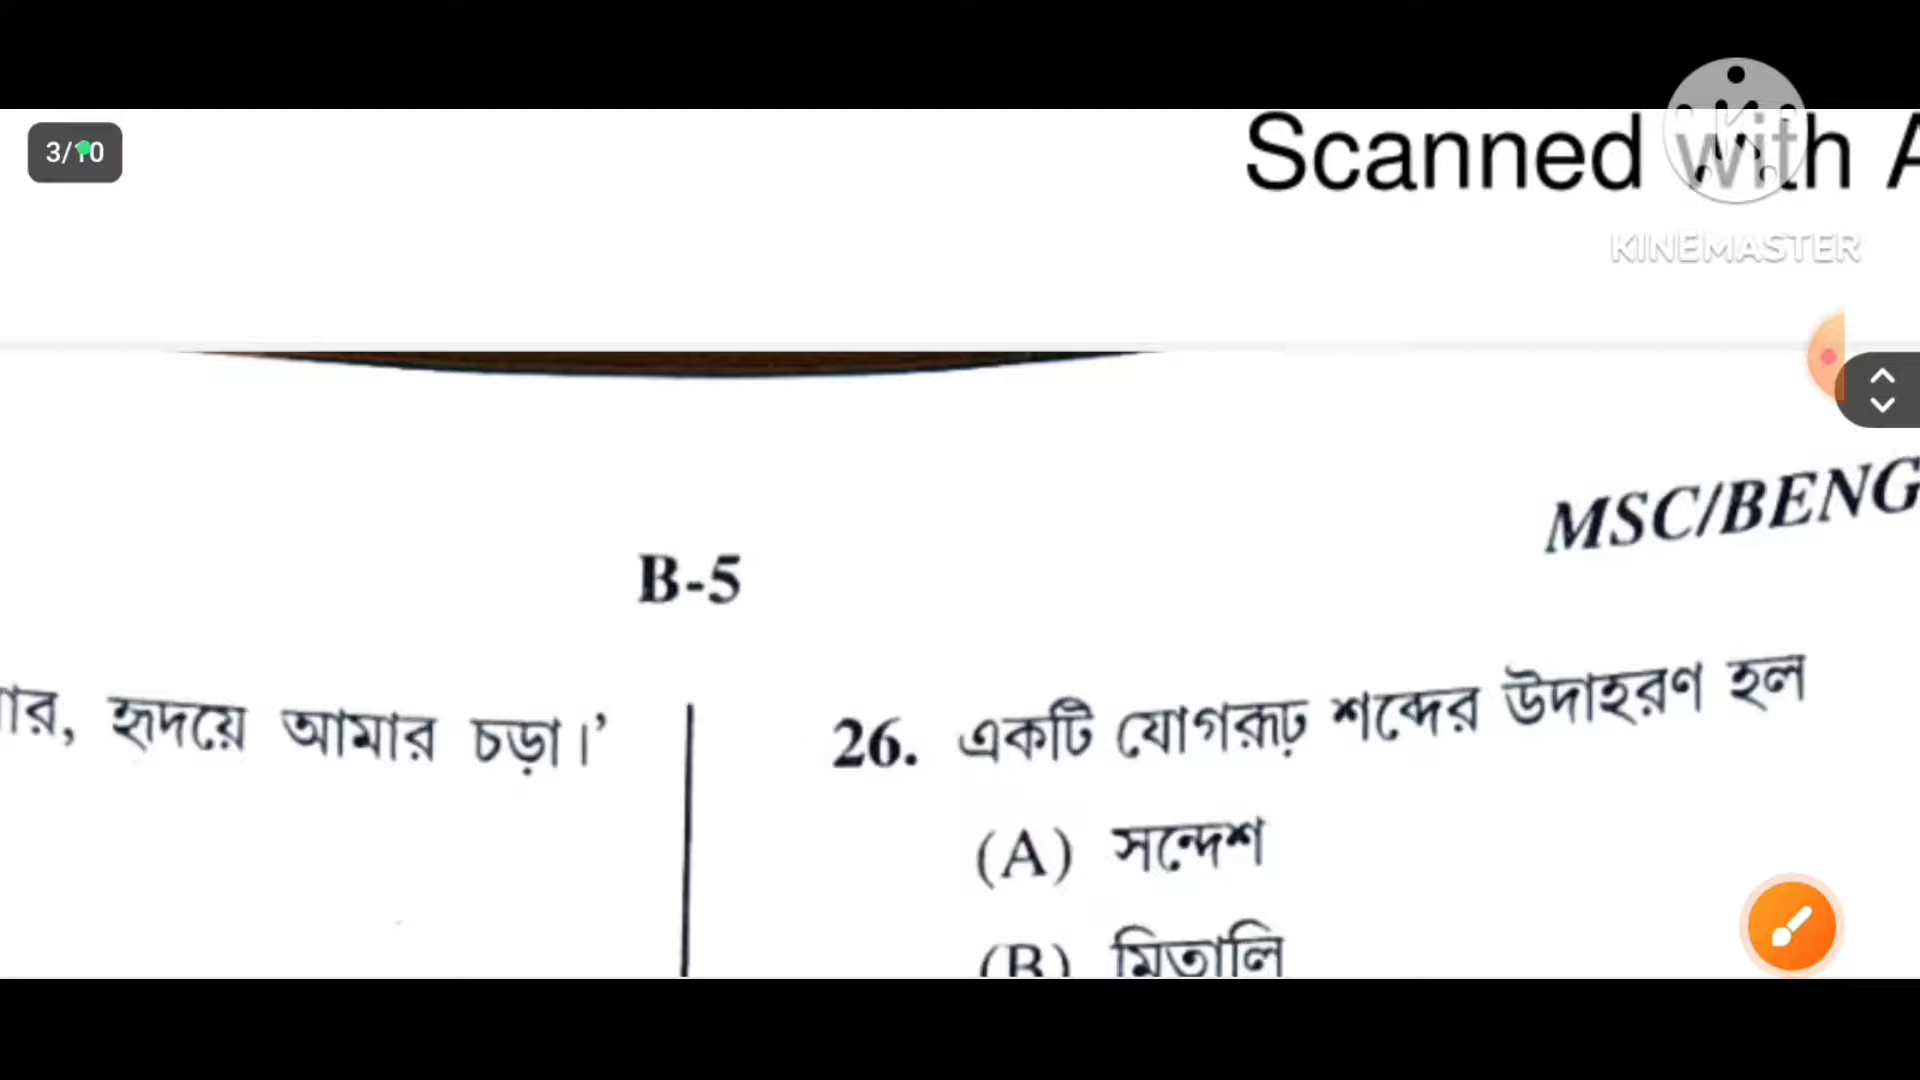 3/10
Scanned with A
KINEMASTER
MSC/BENG
B-5
হৃদয়ে আমার চড়া।’
26. একটি যোগরূঢ় শব্দের উদাহরণ হল
(A) সন্দেশ
(B) মিতালি